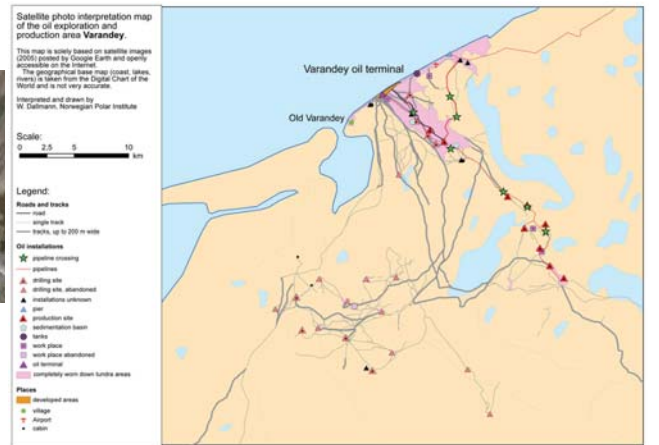 Satellite photo interpretation map
of the oil exploration and
production area Varandey.
This map is solely based on satellite images
(2005) posted by Google Earth and openly
accessible on the Internet.
The geographical base map (coast, lakes,
rivers) is taken from the Digital Chart of the
World and is not very accurate.
Interpreted and drawn by
W. Dallmann, Norwegian Polar Institute
Scale:
0 2.5 5 10
km
Legend:
Roads and tracks
road
single track
tracks, up to 200 m wide
Oil installations
pipeline crossing
pipelines
drilling site
drilling site, abandoned
installations unknown
pier
production site
sedimentation basin
tanks
work place
work place abandoned
oil terminal
completely worn down tundra areas
Places
developed areas
village
Airport
cabin
Varandey oil terminal
Old Varandey